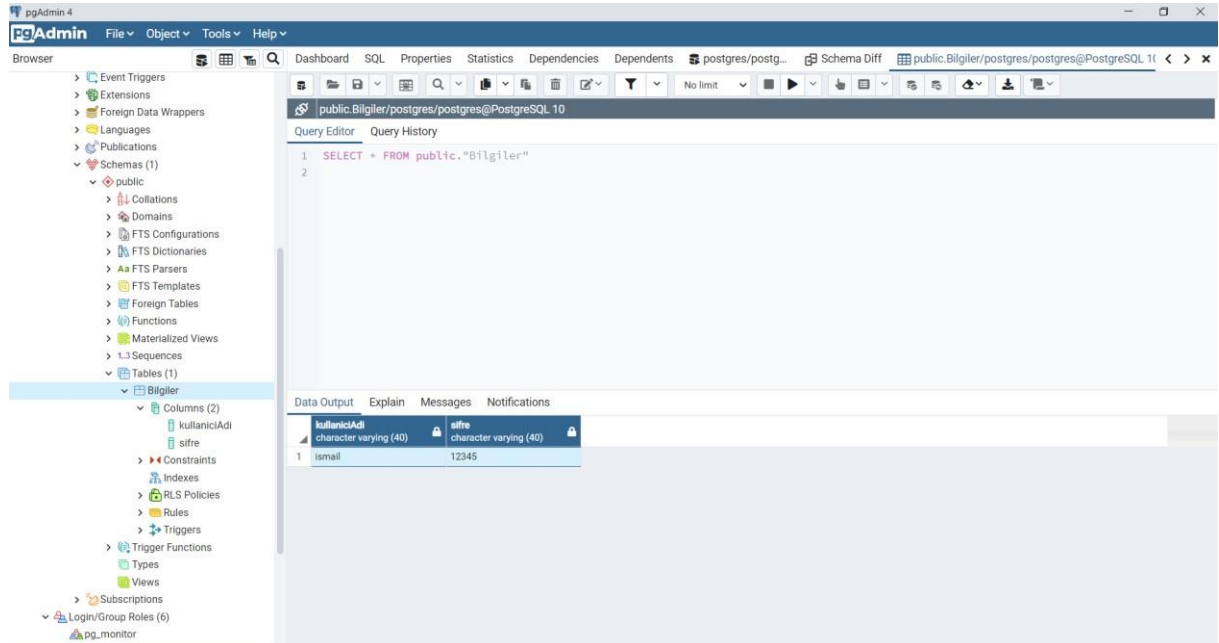 pgAdmin 4
pgAdmin File Object Tools Help
Browser
Dashboard SQL Properties Statistics Dependencies Dependents postgres/postg... Schema Diff public.Bilgiler/postgres/postgres@PostgreSQL 10
No limit
public.Bilgiler/postgres/postgres@PostgreSQL 10
Query Editor Query History
1 SELECT * FROM public."Bilgiler"
2
Event Triggers
Extensions
Foreign Data Wrappers
Languages
Publications
Schemas (1)
public
Collations
Domains
FTS Configurations
FTS Dictionaries
Aa FTS Parsers
FTS Templates
Foreign Tables
Functions
Materialized Views
1..3 Sequences
Tables (1)
Bilgiler
Columns (2)
kullaniciAdi
sifre
Constraints
Indexes
RLS Policies
Rules
Triggers
Trigger Functions
Types
Views
Subscriptions
Login/Group Roles (6)
pg_monitor
Data Output Explain Messages Notifications
kullaniciAdi sifre
character varying (40) character varying (40)
1 ismail 12345